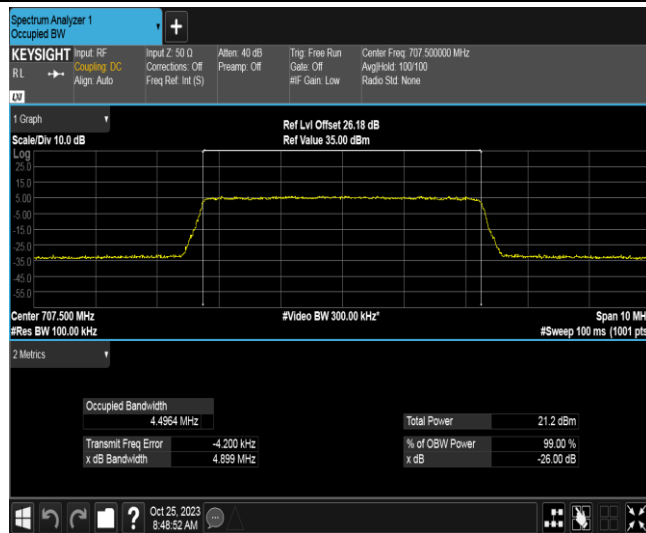 Spectrum Analyzer 1
Occupied BW
+
KEYSIGHT
RL
Input: RF
Coupling: DC
Align: Auto
Input Z: 50 Ω
Corrections: Off
Freq Ref: Int (S)
Atten: 40 dB
Preamp: Off
Trig: Free Run
Gate: Off
#IF Gain: Low
Center Freq: 707.500000 MHz
Avg|Hold: 100/100
Radio Std: None
1 Graph
Scale/Div 10.0 dB
Ref Lvl Offset 26.18 dB
Ref Value 35.00 dBm
Log
25.0
15.0
5.00
-5.00
-15.0
-25.0
-35.0
-45.0
-55.0
Center 707.500 MHz
#Video BW 300.00 kHz*
Span 10 MH
#Res BW 100.00 kHz
#Sweep 100 ms (1001 pts
2 Metrics
Occupied Bandwidth
4.4964 MHz
Total Power 21.2 dBm
Transmit Freq Error -4.200 kHz
% of OBW Power 99.00 %
x dB Bandwidth 4.899 MHz
x dB -26.00 dB
?
Oct 25, 2023
8:48:52 AM